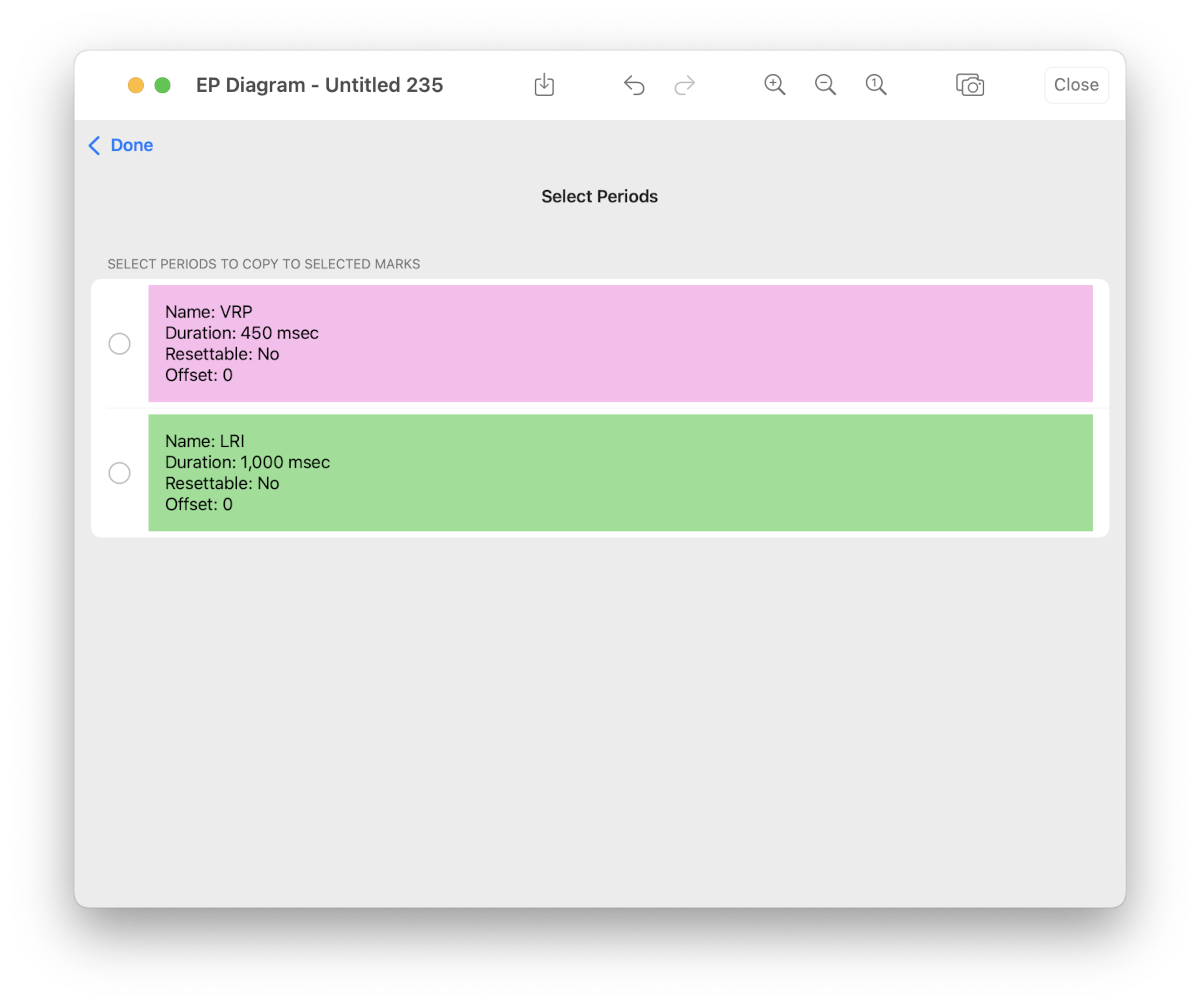 EP Diagram - Untitled 235
1
Close
Done
Select Periods
SELECT PERIODS TO COPY TO SELECTED MARKS
Name: VRP
Duration: 450 msec
Resettable: No
Offset: 0
Name: LRI
Duration: 1,000 msec
Resettable: No
Offset: 0